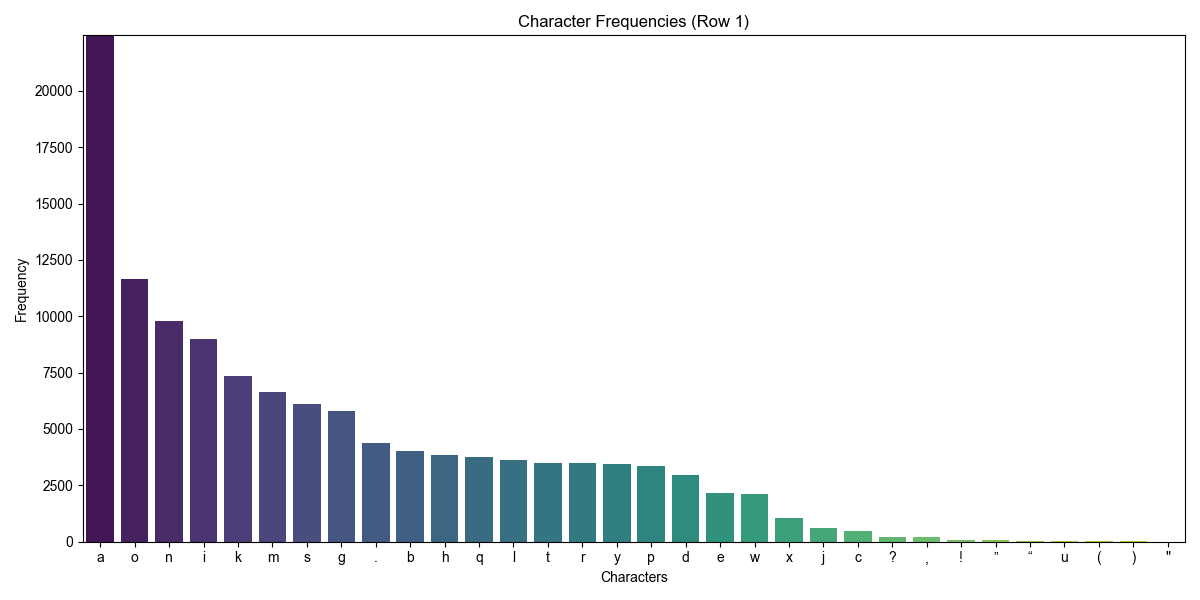 Character Frequencies (Row 1)
20000
17500
15000
12500
10000
7500
5000
2500
0
Frequency
a o n i k m s g . b h q l t r y p d e w x j c ? , ! ” “ u ( ) "
Characters